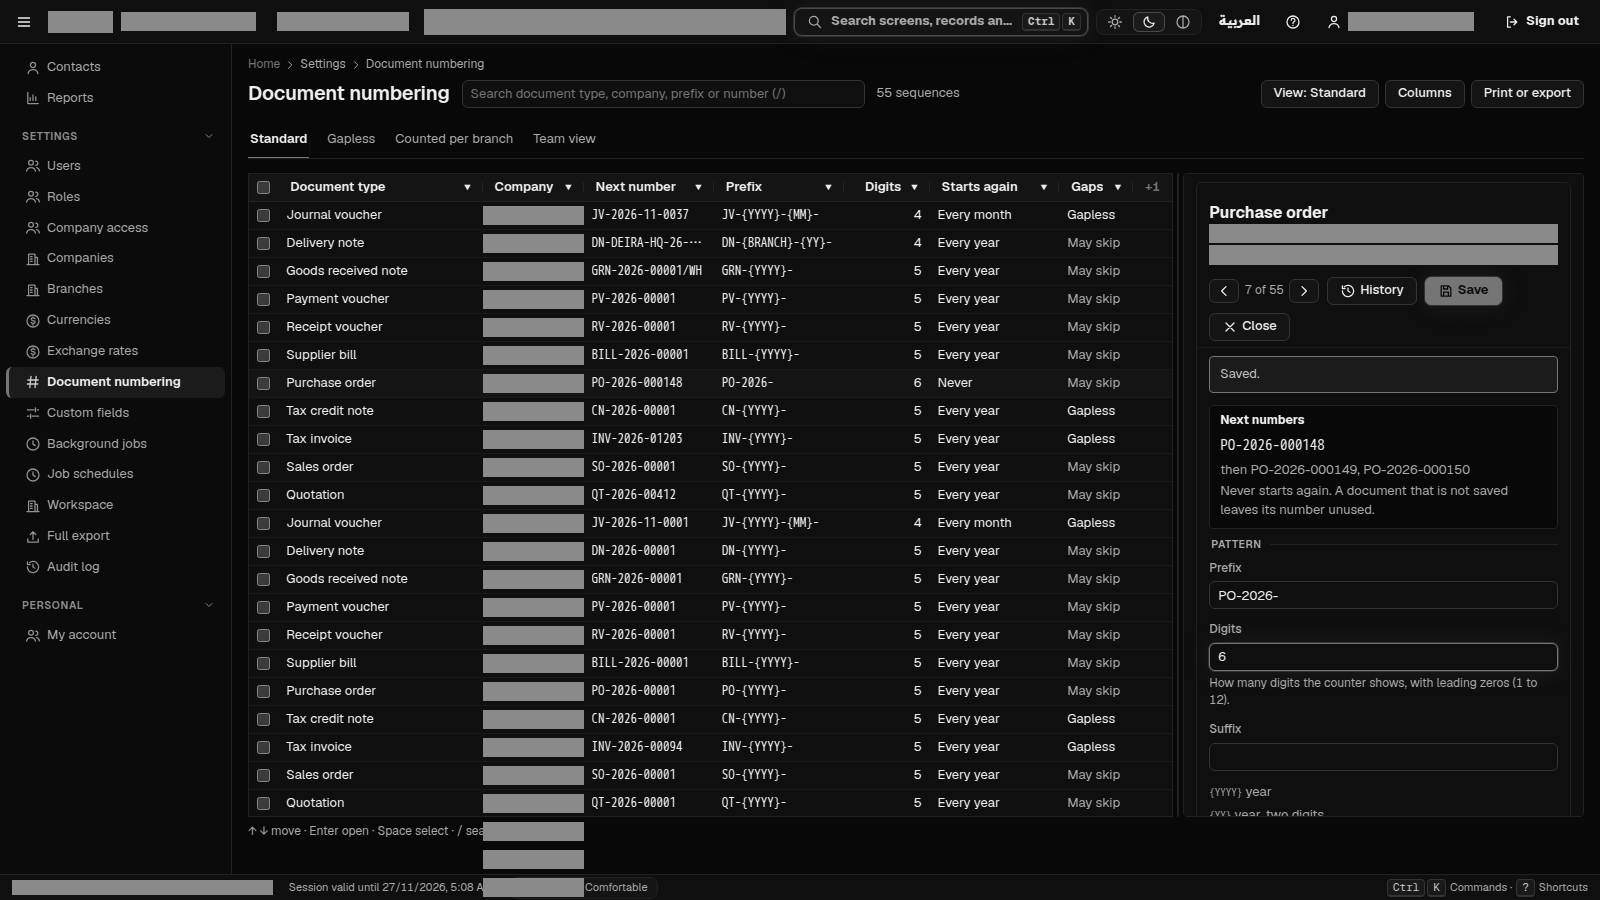 Search screens, records an... Ctrl K
العربية
Sign out
Contacts
Reports
SETTINGS
Users
Roles
Company access
Companies
Branches
Currencies
Exchange rates
Document numbering
Custom fields
Background jobs
Job schedules
Workspace
Full export
Audit log
PERSONAL
My account
Home > Settings > Document numbering
Document numbering
Search document type, company, prefix or number (/)
55 sequences
View: Standard
Columns
Print or export
Standard Gapless Counted per branch Team view
Document type Company Next number Prefix Digits Starts again Gaps +1
Journal voucher JV-2026-11-0037 JV-{YYYY}-{MM}- 4 Every month Gapless
Delivery note DN-DEIRA-HQ-26-··· DN-{BRANCH}-{YY}- 4 Every year May skip
Goods received note GRN-2026-00001/WH GRN-{YYYY}- 5 Every year May skip
Payment voucher PV-2026-00001 PV-{YYYY}- 5 Every year May skip
Receipt voucher RV-2026-00001 RV-{YYYY}- 5 Every year May skip
Supplier bill BILL-2026-00001 BILL-{YYYY}- 5 Every year May skip
Purchase order PO-2026-000148 PO-2026- 6 Never May skip
Tax credit note CN-2026-00001 CN-{YYYY}- 5 Every year Gapless
Tax invoice INV-2026-01203 INV-{YYYY}- 5 Every year Gapless
Sales order SO-2026-00001 SO-{YYYY}- 5 Every year May skip
Quotation QT-2026-00412 QT-{YYYY}- 5 Every year May skip
Journal voucher JV-2026-11-0001 JV-{YYYY}-{MM}- 4 Every month Gapless
Delivery note DN-2026-00001 DN-{YYYY}- 5 Every year May skip
Goods received note GRN-2026-00001 GRN-{YYYY}- 5 Every year May skip
Payment voucher PV-2026-00001 PV-{YYYY}- 5 Every year May skip
Receipt voucher RV-2026-00001 RV-{YYYY}- 5 Every year May skip
Supplier bill BILL-2026-00001 BILL-{YYYY}- 5 Every year May skip
Purchase order PO-2026-00001 PO-{YYYY}- 5 Every year May skip
Tax credit note CN-2026-00001 CN-{YYYY}- 5 Every year Gapless
Tax invoice INV-2026-00094 INV-{YYYY}- 5 Every year Gapless
Sales order SO-2026-00001 SO-{YYYY}- 5 Every year May skip
Quotation QT-2026-00001 QT-{YYYY}- 5 Every year May skip
↑↓ move · Enter open · Space select · /
Purchase order
7 of 55
History
Save
Close
Saved.
Next numbers
PO-2026-000148
then PO-2026-000149, PO-2026-000150
Never starts again. A document that is not saved
leaves its number unused.
PATTERN
Prefix
PO-2026-
Digits
6
How many digits the counter shows, with leading zeros (1 to
12).
Suffix
{YYYY} year
{YY} year, two digits
Session valid until 27/11/2026, 5:08
Comfortable
Ctrl K Commands · ? Shortcuts